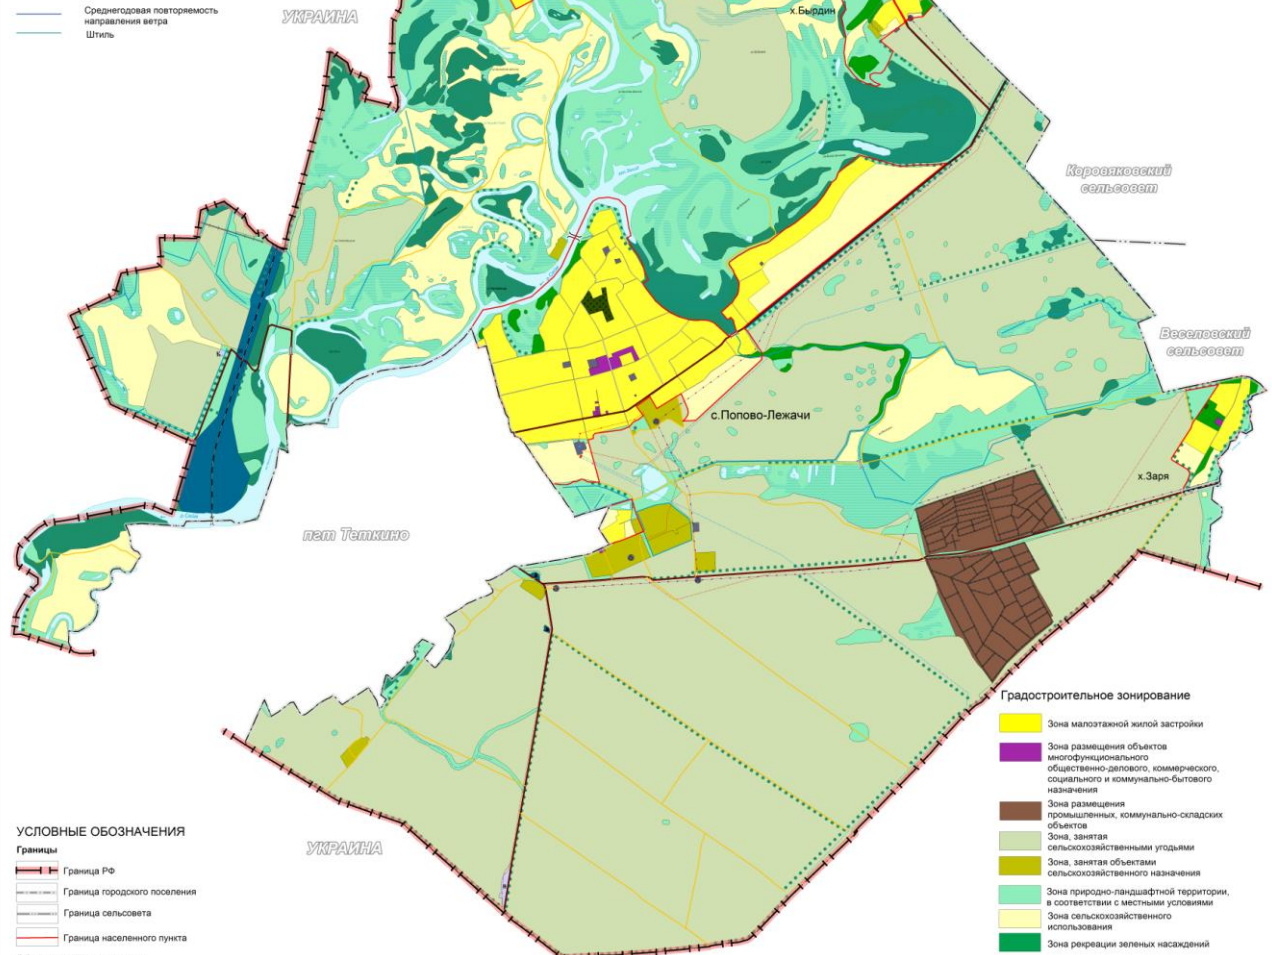 Среднегодовая повторяемость
направления ветра
Штиль
УКРАИНА
х.Бырдин
Коровяковский
сельсовет
Веселовский
сельсовет
с.Попово-Лежачи
х.Заря
пгт Теткино
УКРАИНА
УСЛОВНЫЕ ОБОЗНАЧЕНИЯ
Границы
Граница РФ
Граница городского поселения
Граница сельсовета
Граница населенного пункта
Градостроительное зонирование
Зона малоэтажной жилой застройки
Зона размещения объектов
многофункционального
общественно-делового, коммерческого,
социального и коммунально-бытового
назначения
Зона размещения
промышленных, коммунально-складских
объектов
Зона, занятая
сельскохозяйственными угодьями
Зона, занятая объектами
сельскохозяйственного назначения
Зона природно-ландшафтной территории,
в соответствии с местными условиями
Зона сельскохозяйственного
использования
Зона рекреации зеленых насаждений